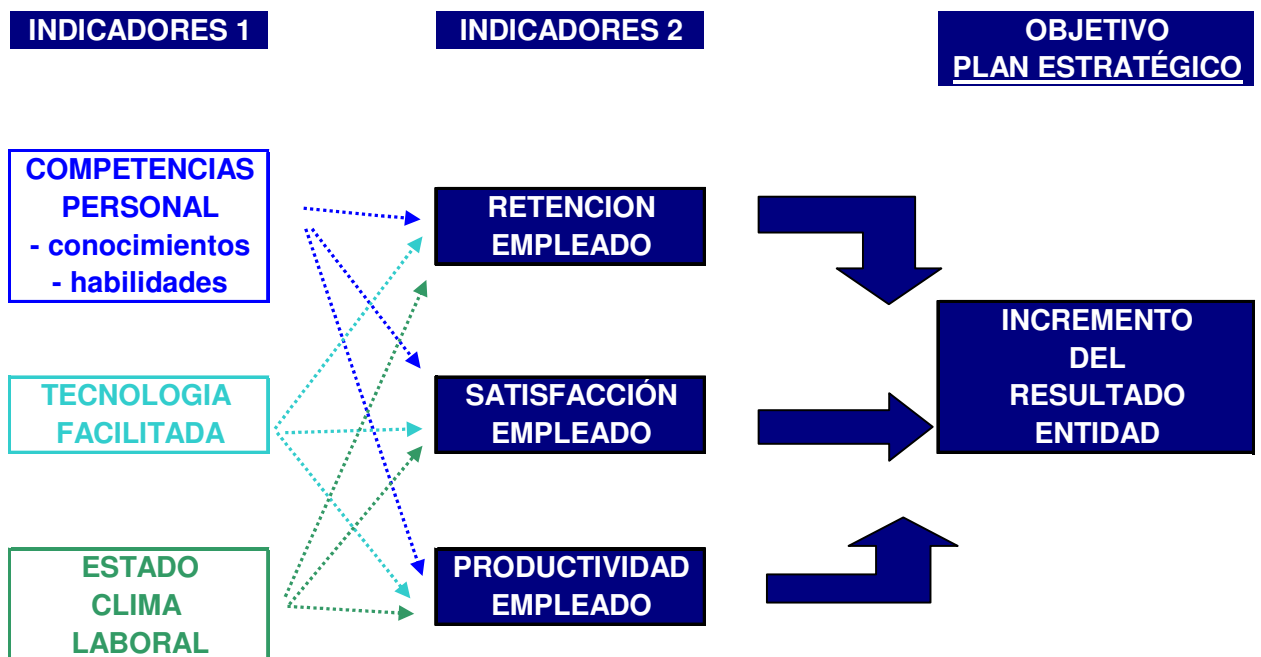 INDICADORES 1
INDICADORES 2
OBJETIVO
PLAN ESTRATÉGICO
COMPETENCIAS
PERSONAL
- conocimientos
- habilidades
RETENCION
EMPLEADO
INCREMENTO
DEL
RESULTADO
ENTIDAD
TECNOLOGIA
FACILITADA
SATISFACCIÓN
EMPLEADO
ESTADO
CLIMA
LABORAL
PRODUCTIVIDAD
EMPLEADO